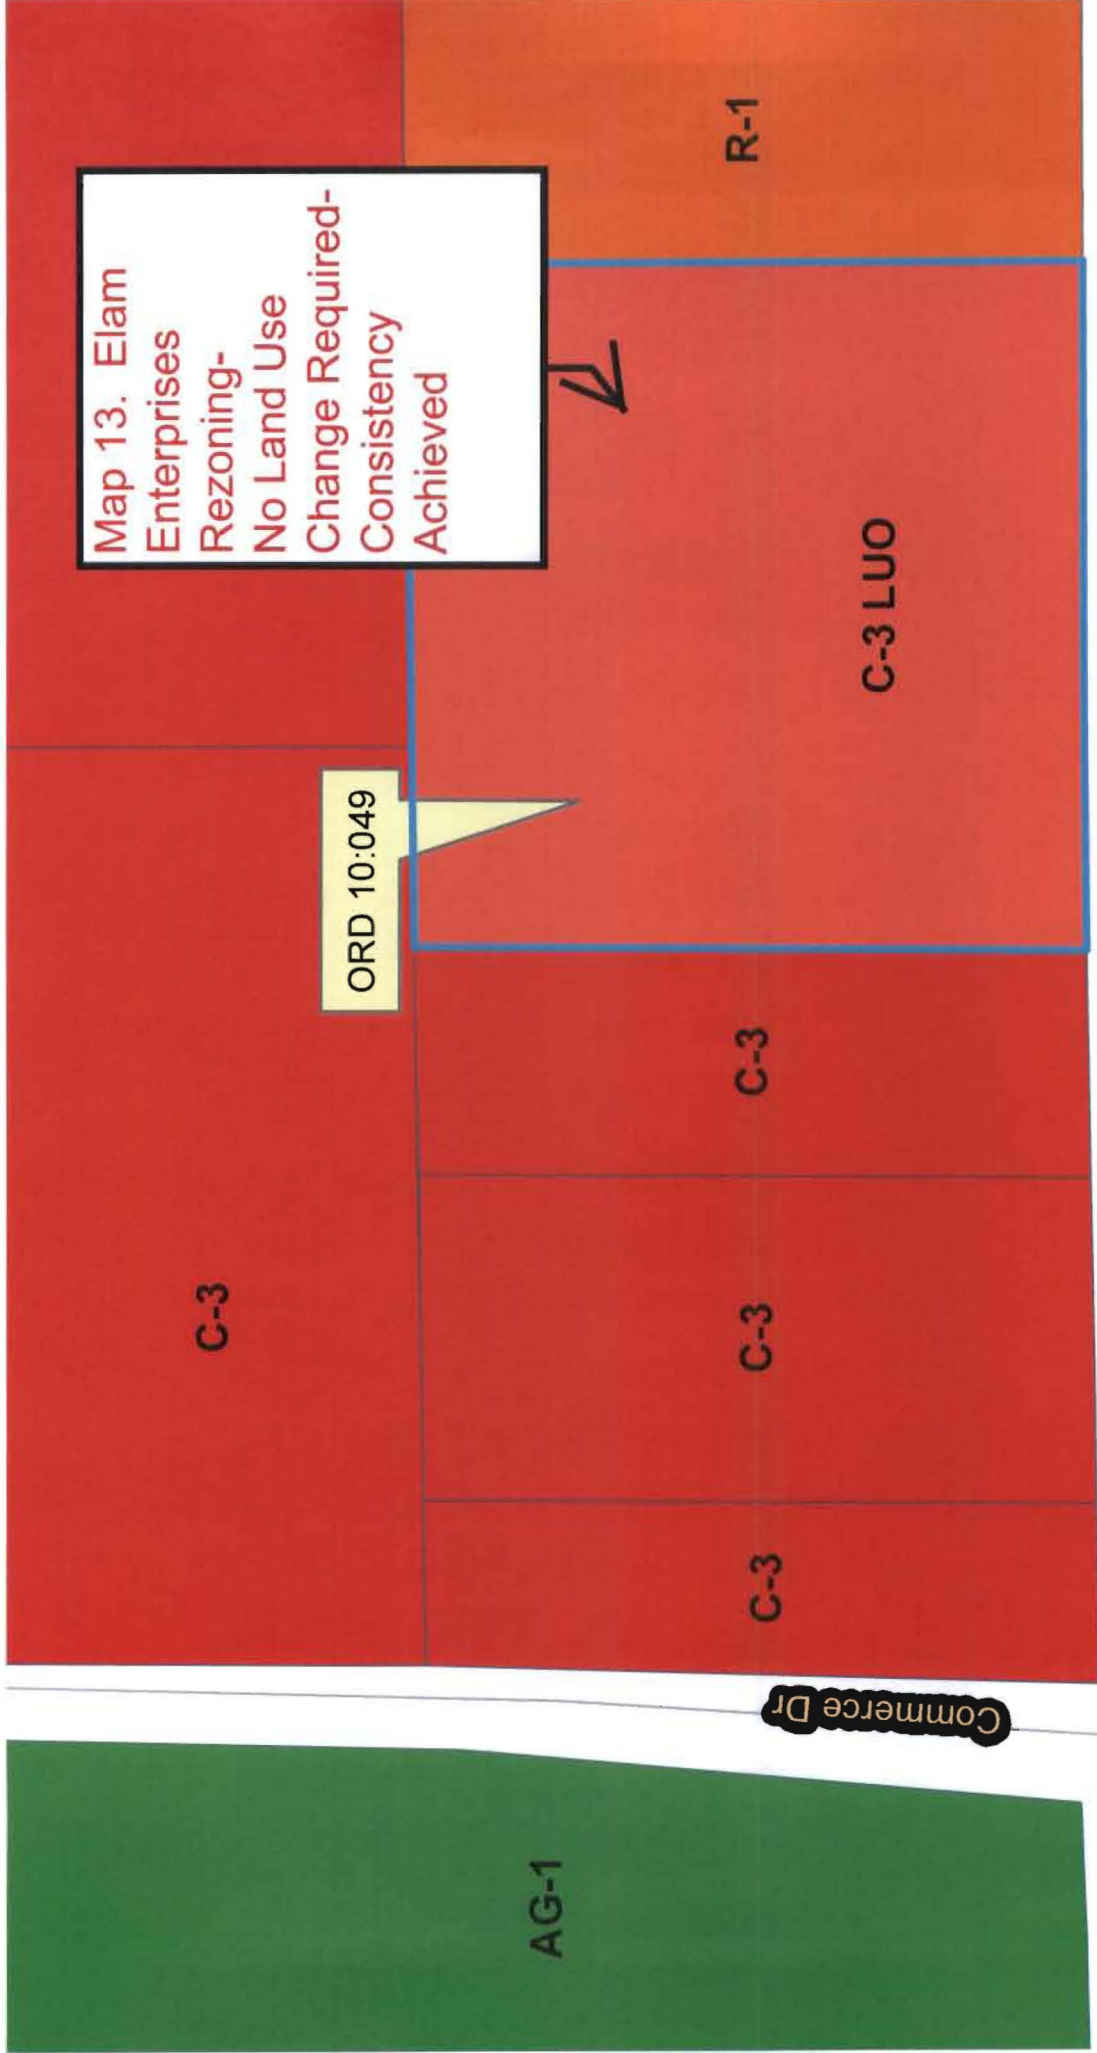 Map 13. Elam
Enterprises
Rezoning-
No Land Use
Change Required-
Consistency
Achieved
R-1
ORD 10:049
C-3 LUO
C-3
C-3
C-3
C-3
Commerce Dr
AG-1